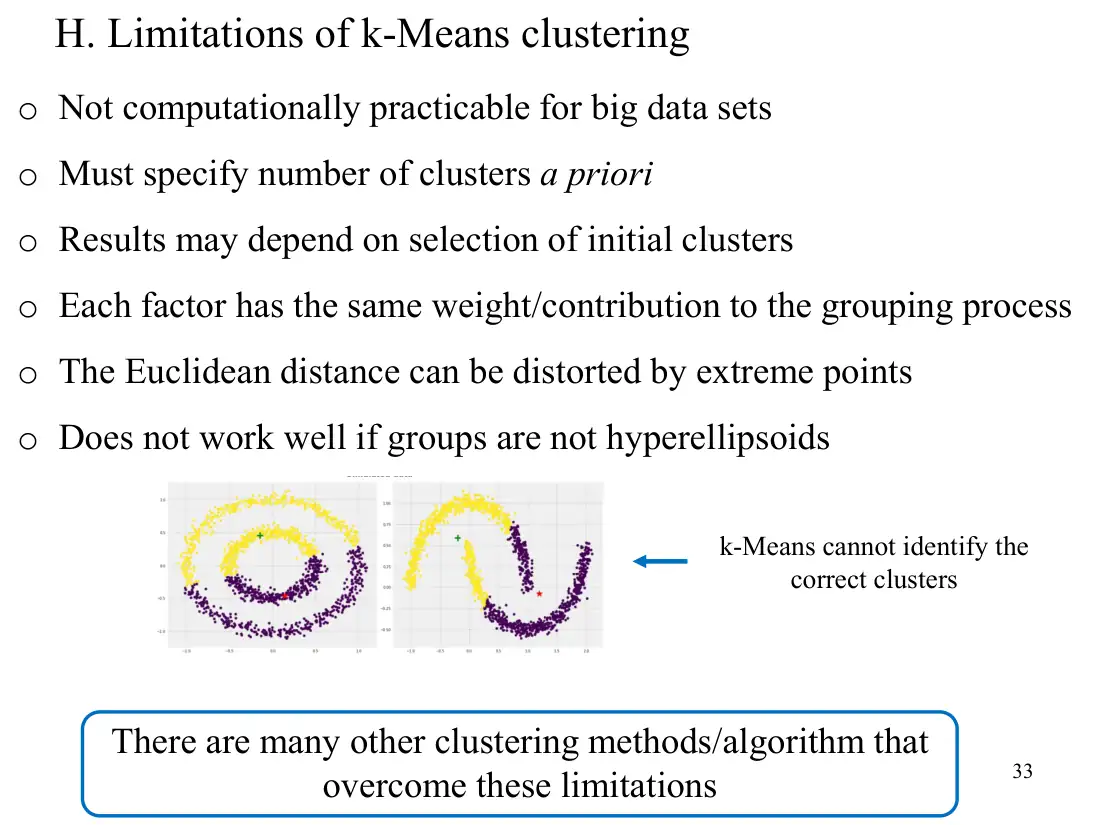 H. Limitations of k-Means clustering
o Not computationally practicable for big data sets
o Must specify number of clusters a priori
o Results may depend on selection of initial clusters
o Each factor has the same weight/contribution to the grouping process
o The Euclidean distance can be distorted by extreme points
o Does not work well if groups are not hyperellipsoids
k-Means cannot identify the
correct clusters
There are many other clustering methods/algorithm that
overcome these limitations
33